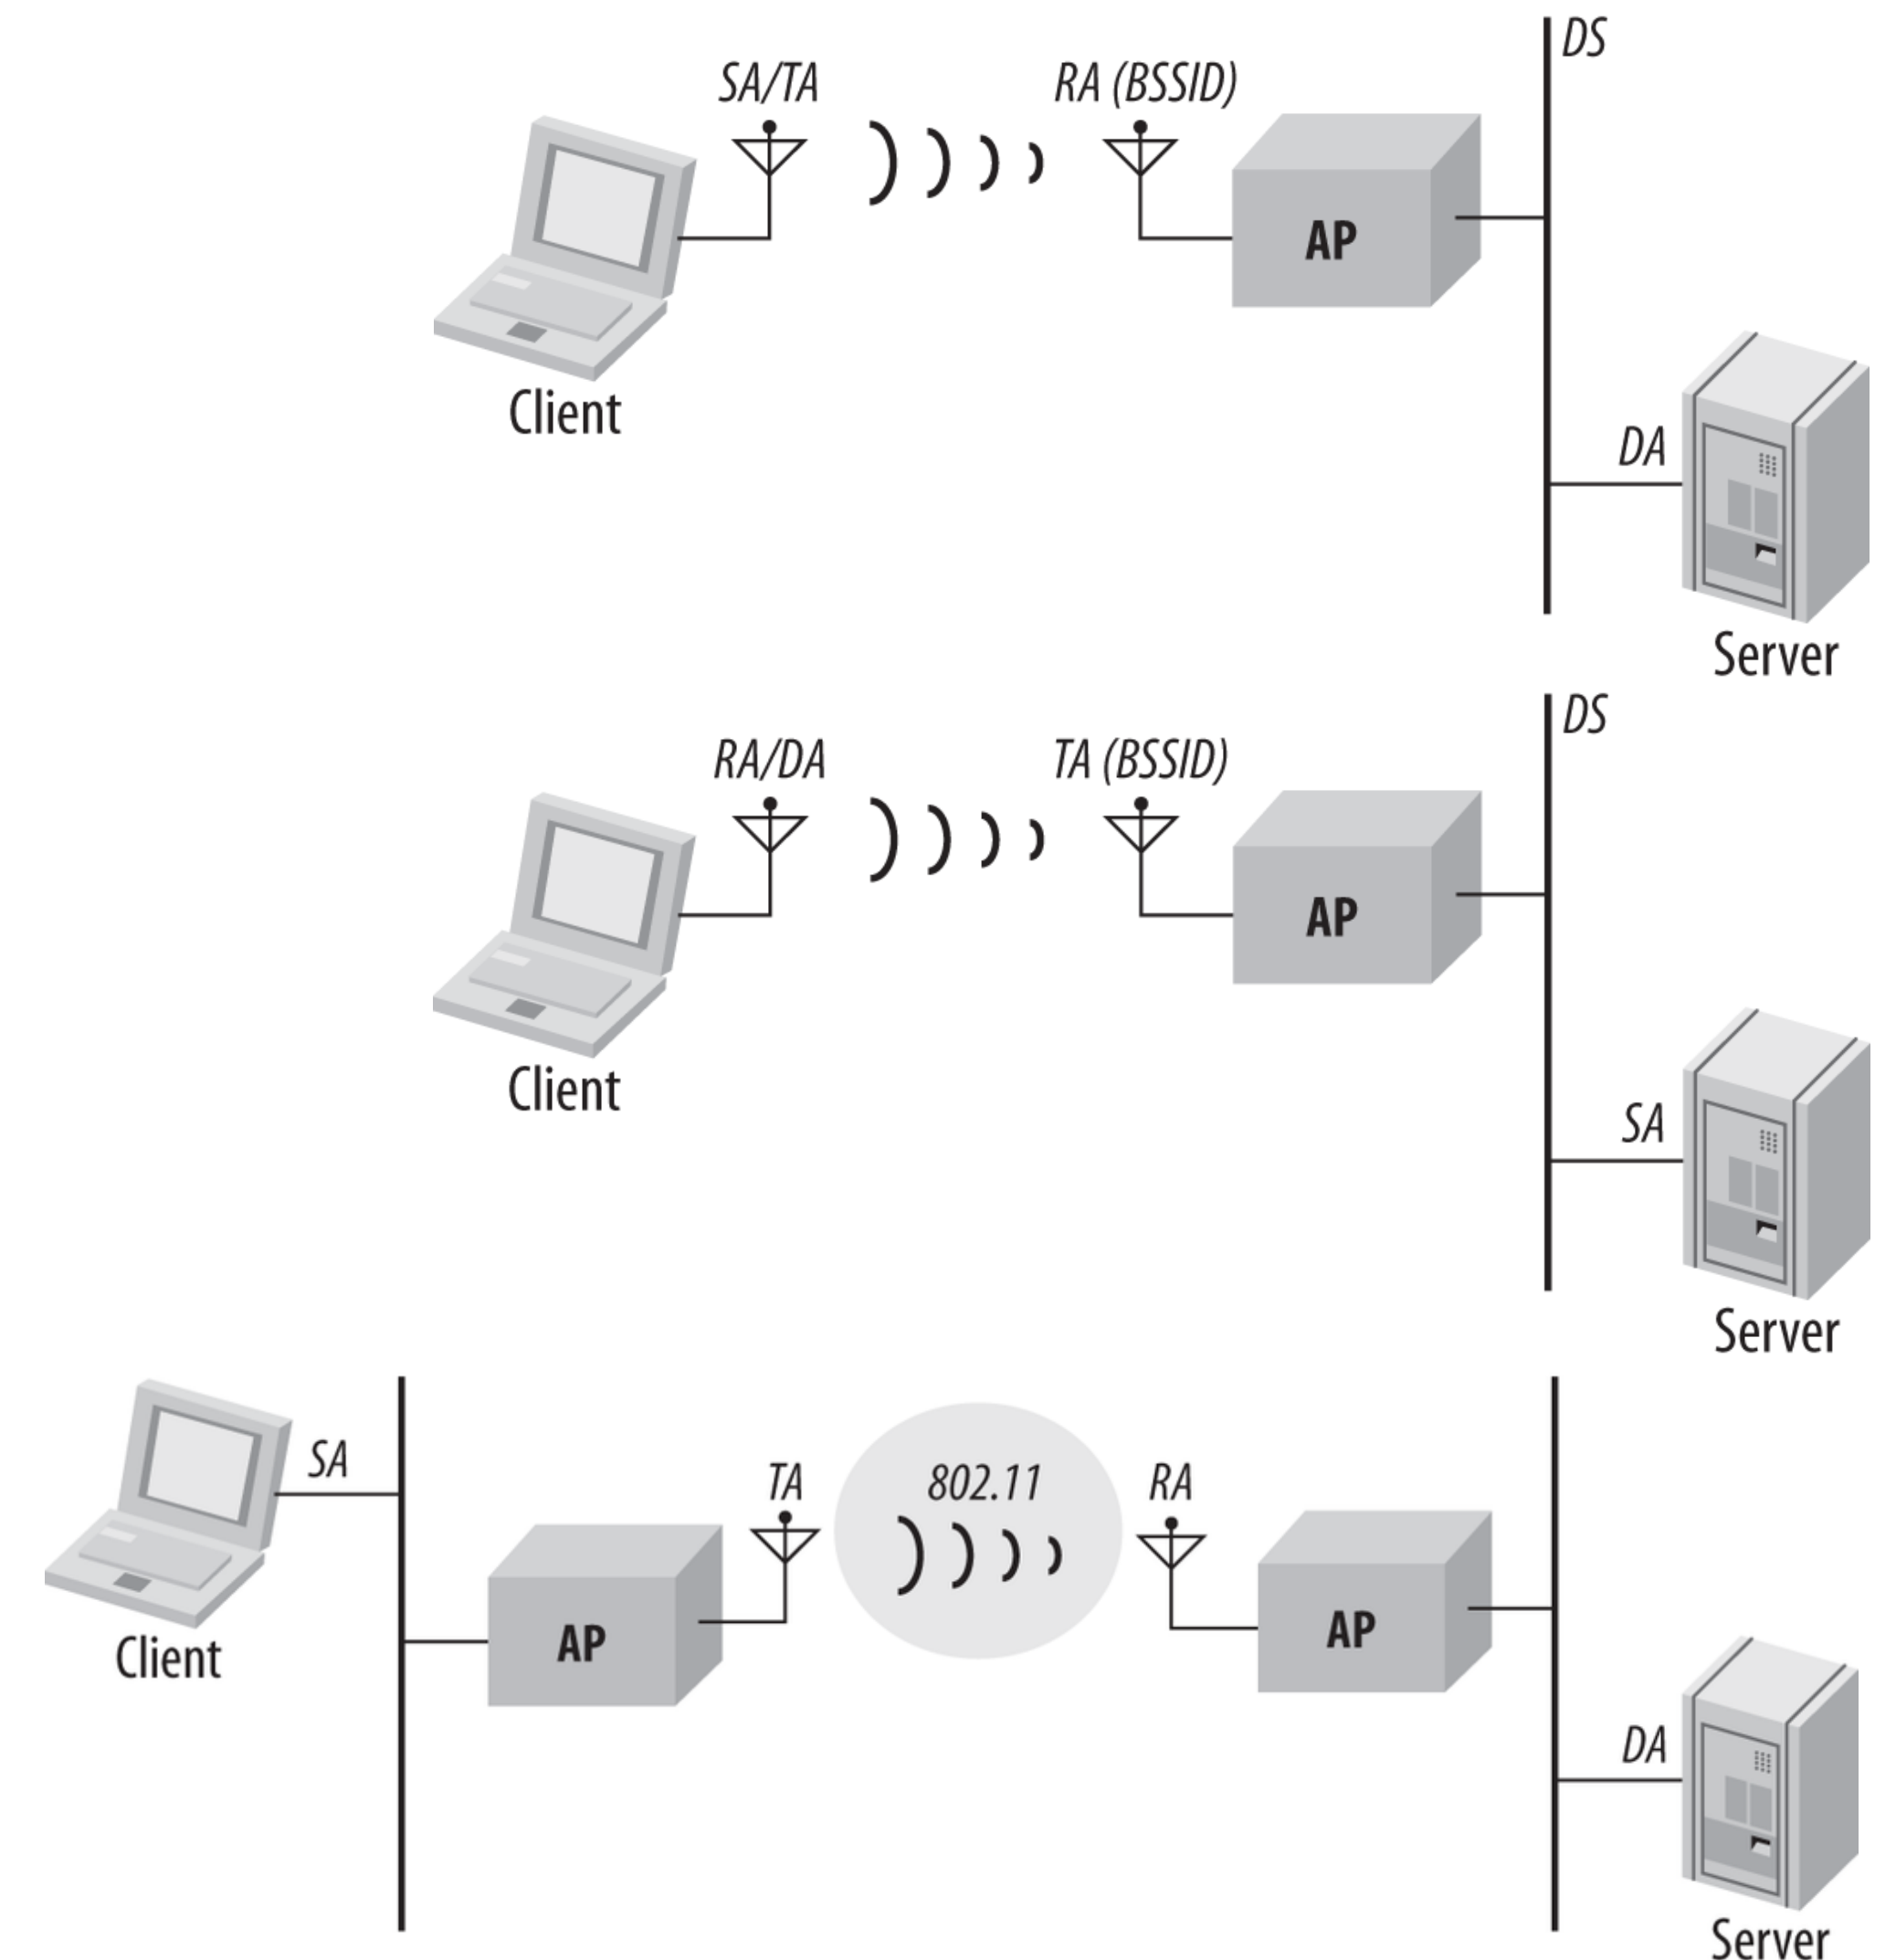 DS
SA/TA
RA (BSSID)
AP
Client
DA
Server
DS
RA/DA
TA (BSSID)
AP
Client
SA
Server
SA
TA
802.11
RA
AP
AP
Client
DA
Server